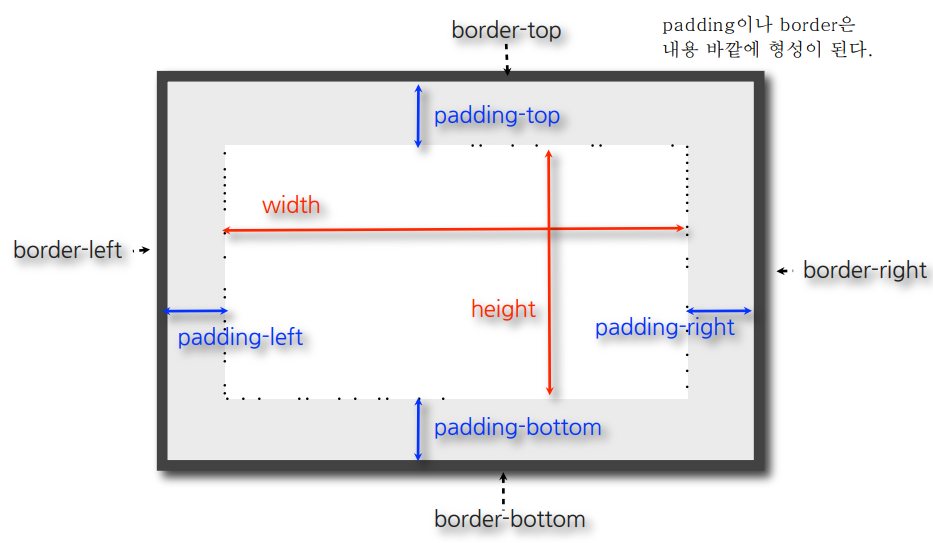 border-top
padding이나 border은
내용 바깥에 형성이 된다.
padding-top
width
border-left
border-right
height
padding-left
padding-right
padding-bottom
border-bottom